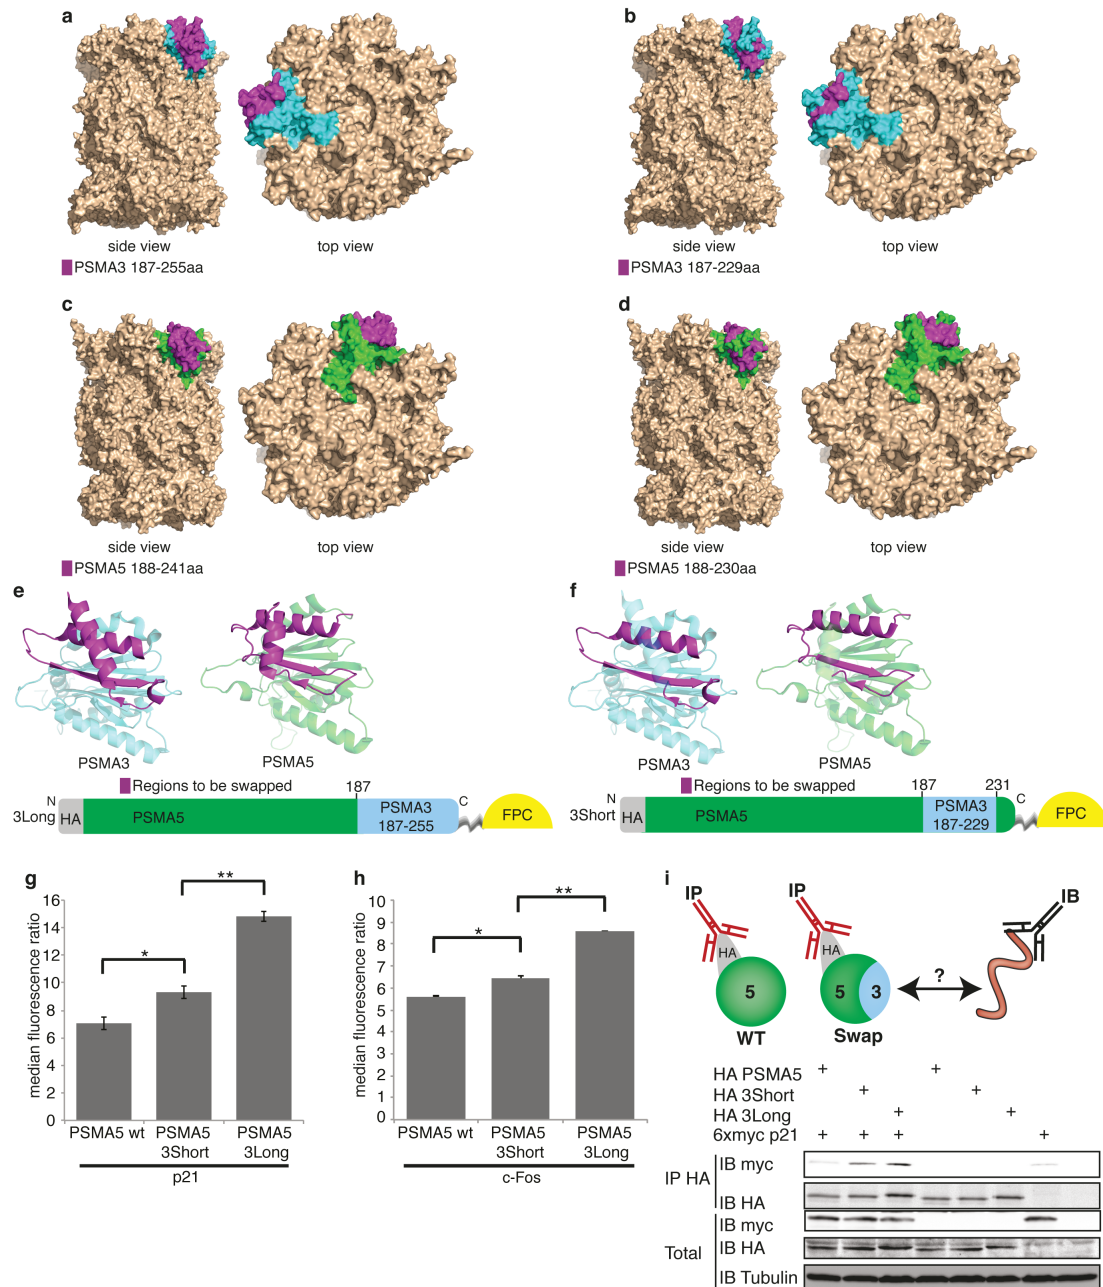 a
side view
top view
PSMA3 187-255aa
b
side view
top view
PSMA3 187-229aa
c
side view
top view
PSMA5 188-241aa
d
side view
top view
PSMA5 188-230aa
e
PSMA3
PSMA5
Regions to be swapped
187
3Long
N
HA
PSMA5
PSMA3
187-255
C
FPC
f
PSMA3
PSMA5
Regions to be swapped
187
231
3Short
N
HA
PSMA5
PSMA3
187-229
C
FPC
g
median fluorescence ratio
16
14
12
10
8
6
4
2
0
*
**
PSMA5 wt
PSMA5
3Short
PSMA5
3Long
p21
h
median fluorescence ratio
10
9
8
7
6
5
4
3
2
1
0
*
**
PSMA5 wt
PSMA5
3Short
PSMA5
3Long
c-Fos
i
IP
HA
5
WT
IP
HA
5
3
Swap
?
IB
HA PSMA5 + +
HA 3Short + +
HA 3Long + +
6xmyc p21 + + + +
IP HA
IB myc
IB HA
Total
IB myc
IB HA
IB Tubulin